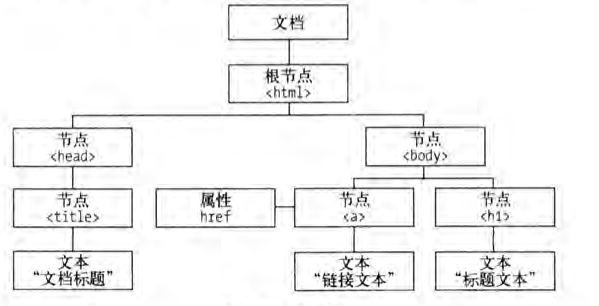 文档
根节点
<html>
节点
<head>
节点
<body>
节点
<title>
属性
href
节点
<a>
节点
<h1>
文本
“文档标题”
文本
“链接文本”
文本
“标题文本”